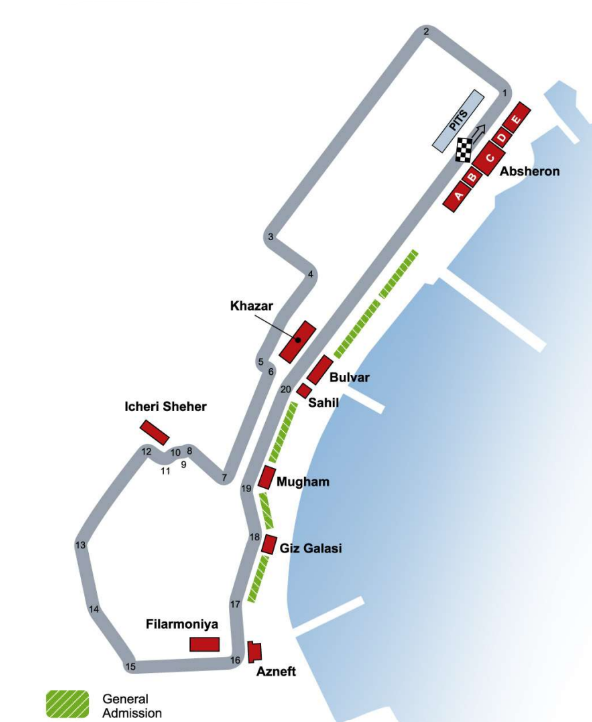 2
1
PITS
E
D
C
B
A
Absheron
3
4
Khazar
5
6
Bulvar
20
Sahil
Icheri Sheher
12
10
8
11
9
7
Mugham
19
18
Giz Galasi
13
14
17
Filarmoniya
15
16
Azneft
General
Admission